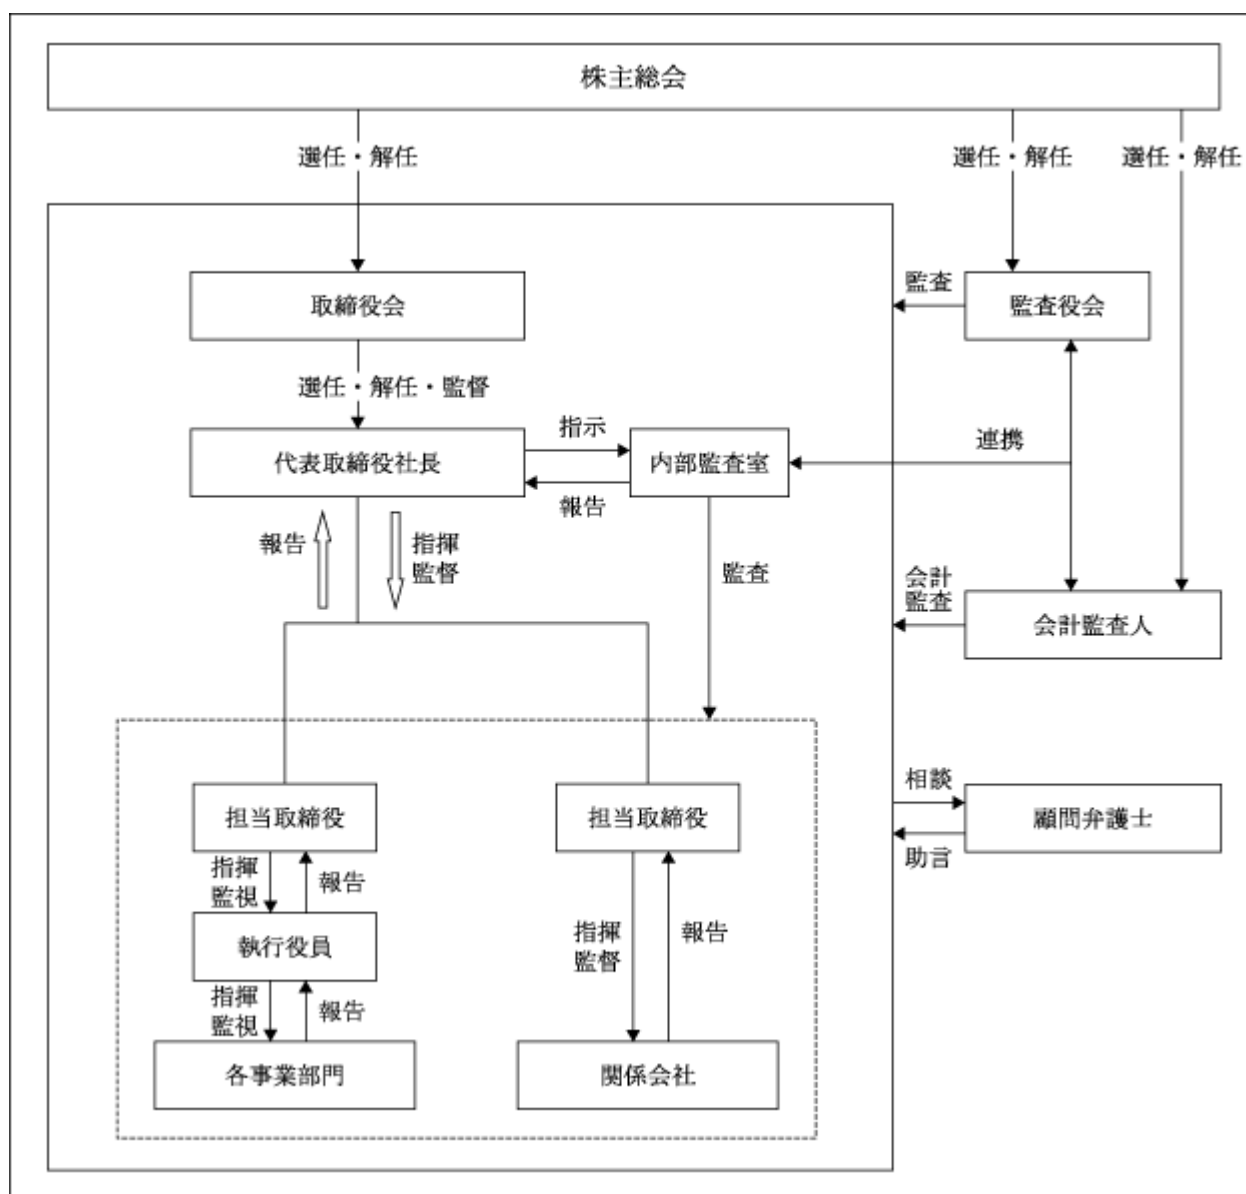 株主総会
選任・解任
選任・解任
選任・解任
取締役会
監査
監査役会
選任・解任・監督
代表取締役社長
指示
報告
内部監査室
連携
報告
指揮
監督
監査
会計
監査
会計監査人
担当取締役
担当取締役
相談
助言
顧問弁護士
指揮
監視
報告
執行役員
指揮
監督
報告
指揮
監視
報告
各事業部門
関係会社